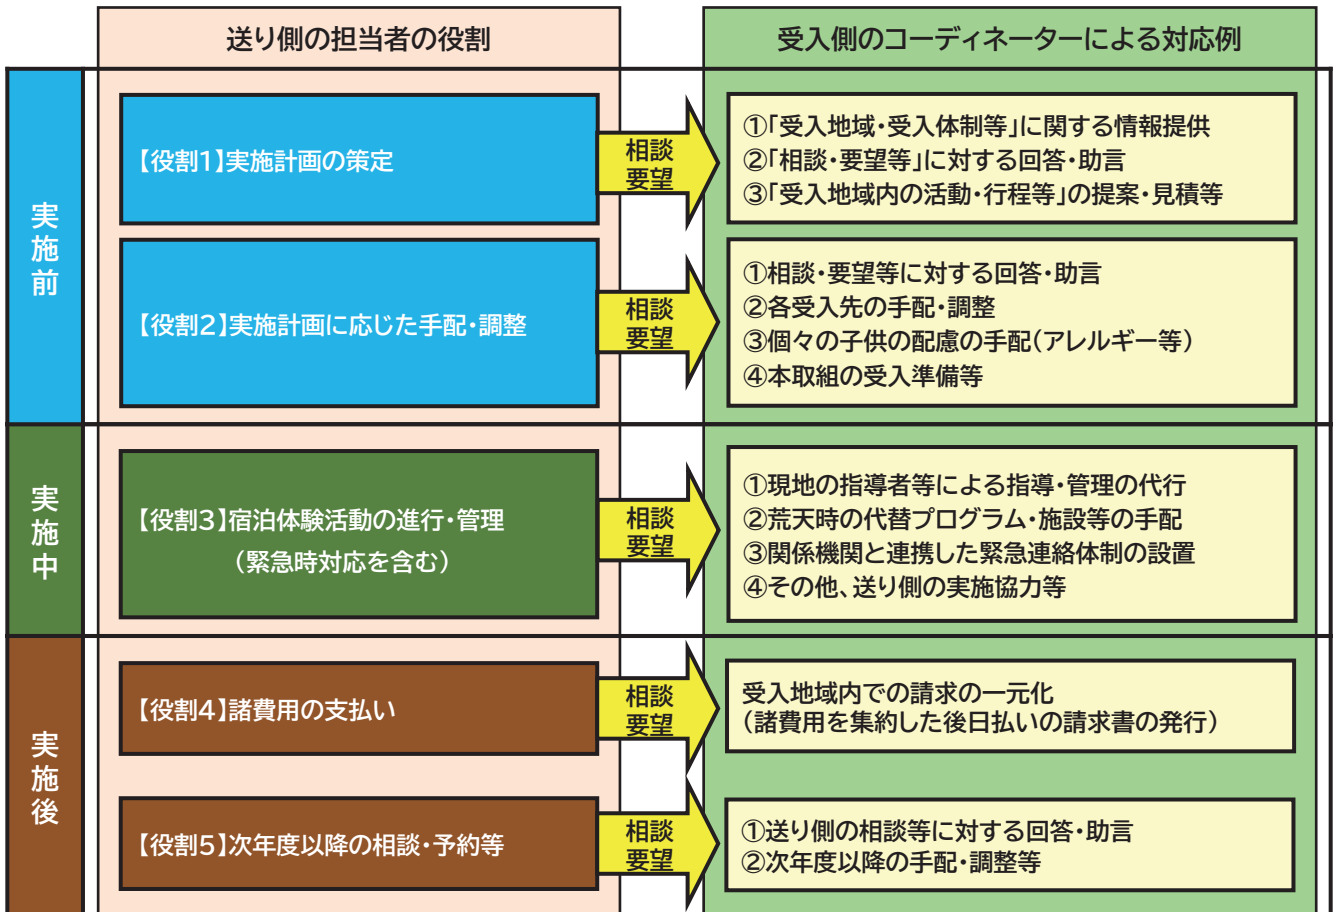 送り側の担当者の役割
受入側のコーディネーターによる対応例
実施前
【役割1】実施計画の策定
相談
要望
①「受入地域・受入体制等」に関する情報提供
②「相談・要望等」に対する回答・助言
③「受入地域内の活動・行程等」の提案・見積等
【役割2】実施計画に応じた手配・調整
相談
要望
①相談・要望等に対する回答・助言
②各受入先の手配・調整
③個々の子供の配慮の手配(アレルギー等)
④本取組の受入準備等
実施中
【役割3】宿泊体験活動の進行・管理
(緊急時対応を含む)
相談
要望
①現地の指導者等による指導・管理の代行
②荒天時の代替プログラム・施設等の手配
③関係機関と連携した緊急連絡体制の設置
④その他、送り側の実施協力等
実施後
【役割4】諸費用の支払い
相談
要望
受入地域内での請求の一元化
(諸費用を集約した後日払いの請求書の発行)
【役割5】次年度以降の相談・予約等
相談
要望
①送り側の相談等に対する回答・助言
②次年度以降の手配・調整等